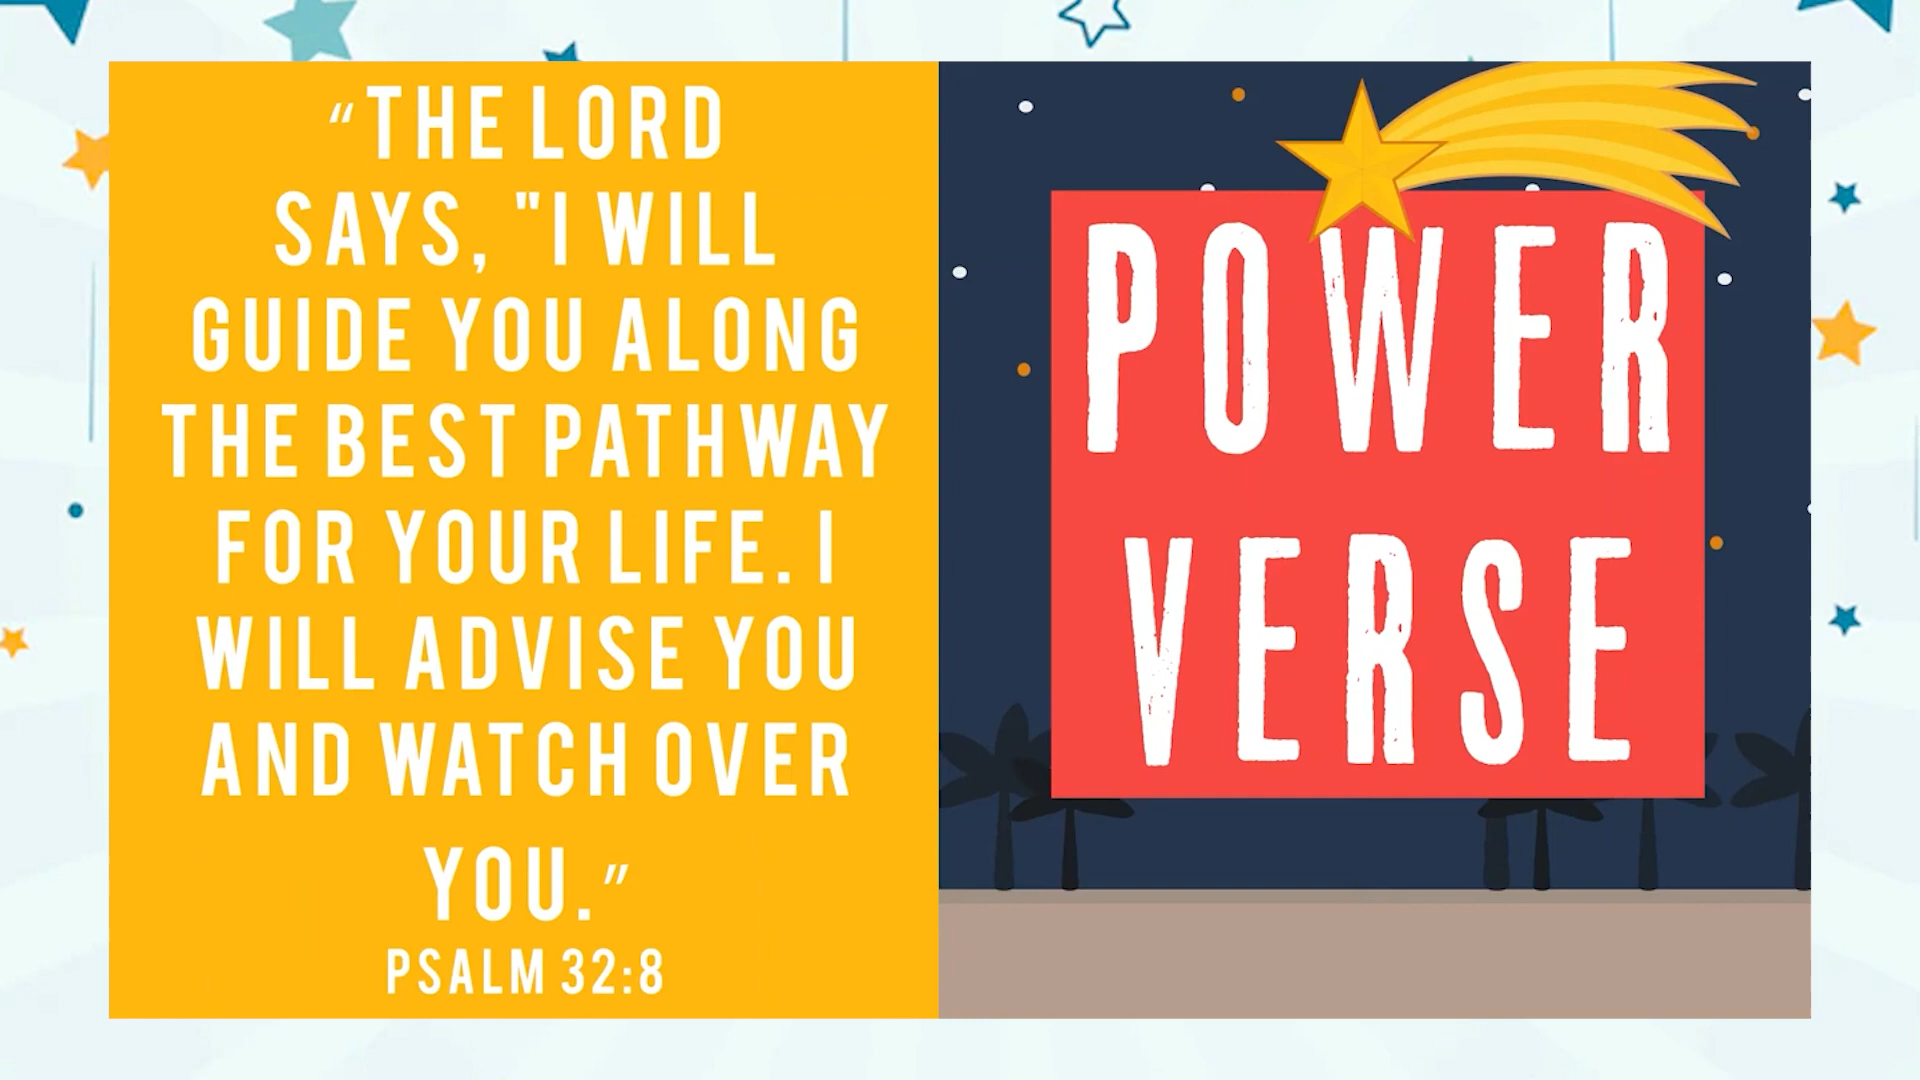 “THE LORD
SAYS, "I WILL
GUIDE YOU ALONG
THE BEST PATHWAY
FOR YOUR LIFE. I
WILL ADVISE YOU
AND WATCH OVER
YOU.”
PSALM 32:8
POWER
VERSE